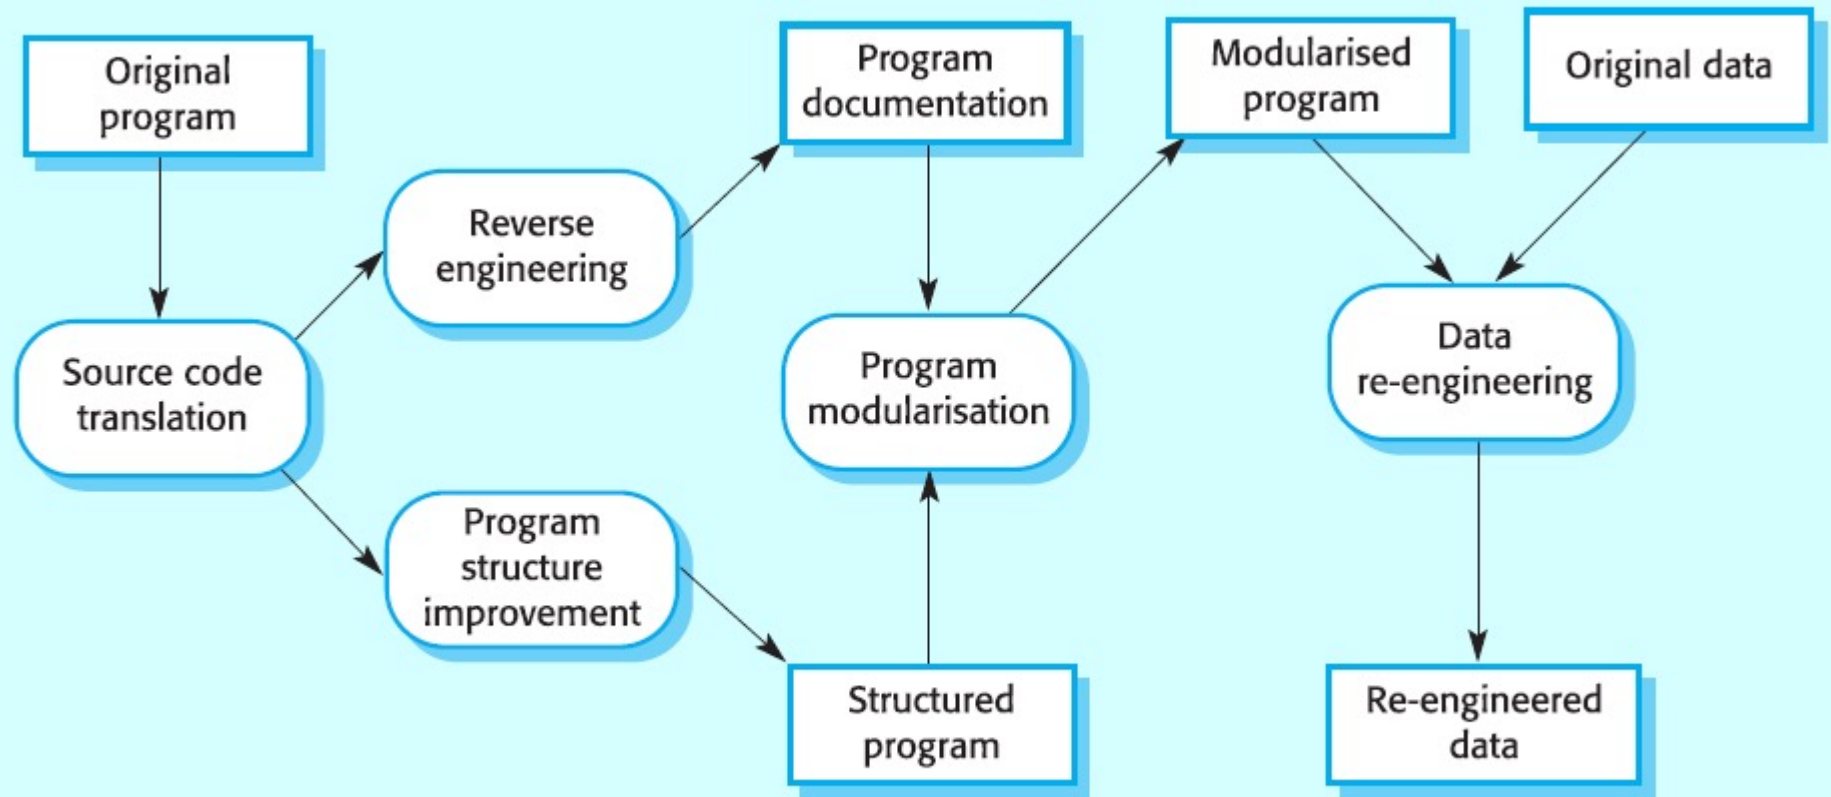 Original
program
Program
documentation
Modularised
program
Original data
Reverse
engineering
Source code
translation
Program
modularisation
Data
re-engineering
Program
structure
improvement
Structured
program
Re-engineered
data